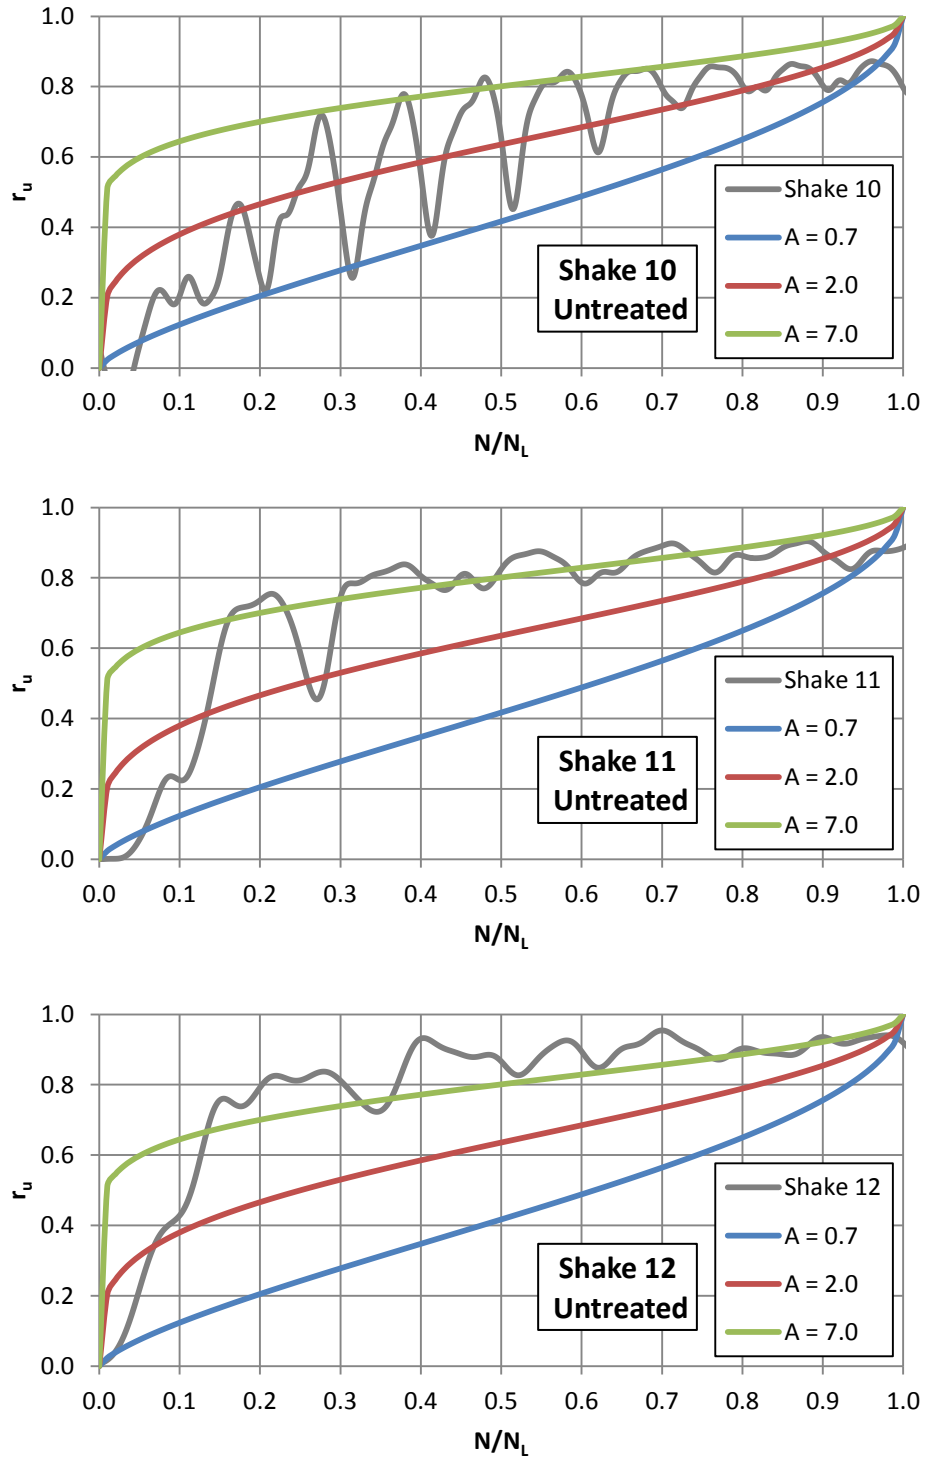 1.0
0.8
0.6
0.4
0.2
0.0
r_u
0.0 0.1 0.2 0.3 0.4 0.5 0.6 0.7 0.8 0.9 1.0
N/N_L
Shake 10
Untreated
Shake 10
A = 0.7
A = 2.0
A = 7.0
1.0
0.8
0.6
0.4
0.2
0.0
r_u
0.0 0.1 0.2 0.3 0.4 0.5 0.6 0.7 0.8 0.9 1.0
N/N_L
Shake 11
Untreated
Shake 11
A = 0.7
A = 2.0
A = 7.0
1.0
0.8
0.6
0.4
0.2
0.0
r_u
0.0 0.1 0.2 0.3 0.4 0.5 0.6 0.7 0.8 0.9 1.0
N/N_L
Shake 12
Untreated
Shake 12
A = 0.7
A = 2.0
A = 7.0